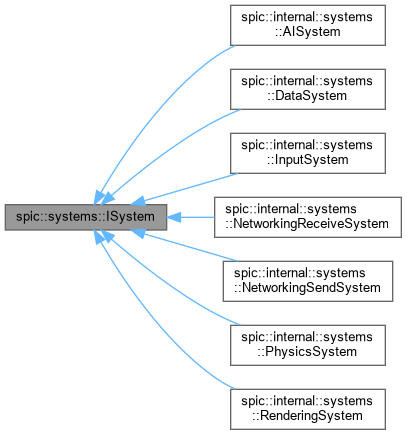 spic::internal::systems
::AISystem
spic::internal::systems
::DataSystem
spic::internal::systems
::InputSystem
spic::systems::ISystem
spic::internal::systems
::NetworkingReceiveSystem
spic::internal::systems
::NetworkingSendSystem
spic::internal::systems
::PhysicsSystem
spic::internal::systems
::RenderingSystem